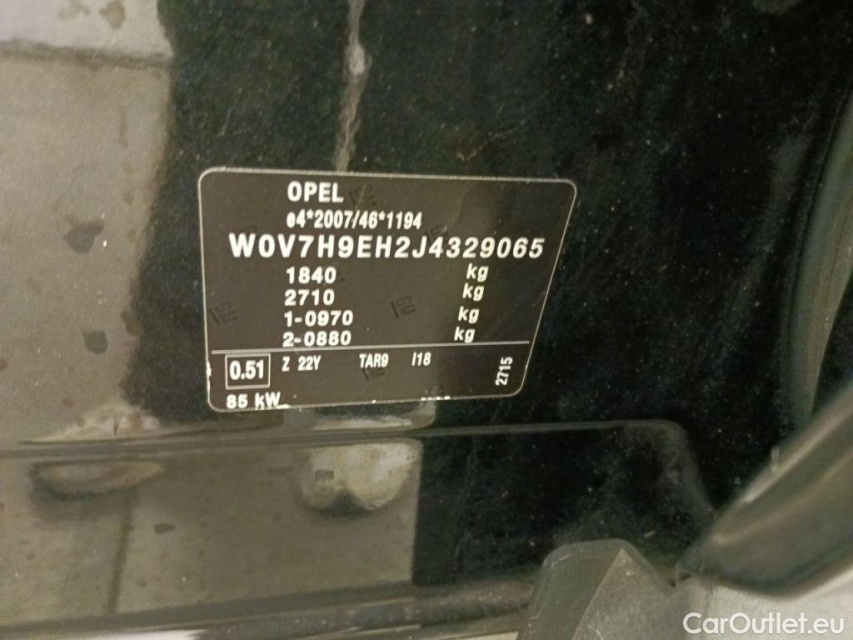 OPEL
e4*2007/46*1194
W0V7H9EH2J4329065
1840 kg
2710 kg
1-0970 kg
2-0880 kg
0.51 Z 22Y TAR9 I18 2715
85 kW
CarOutlet.eu